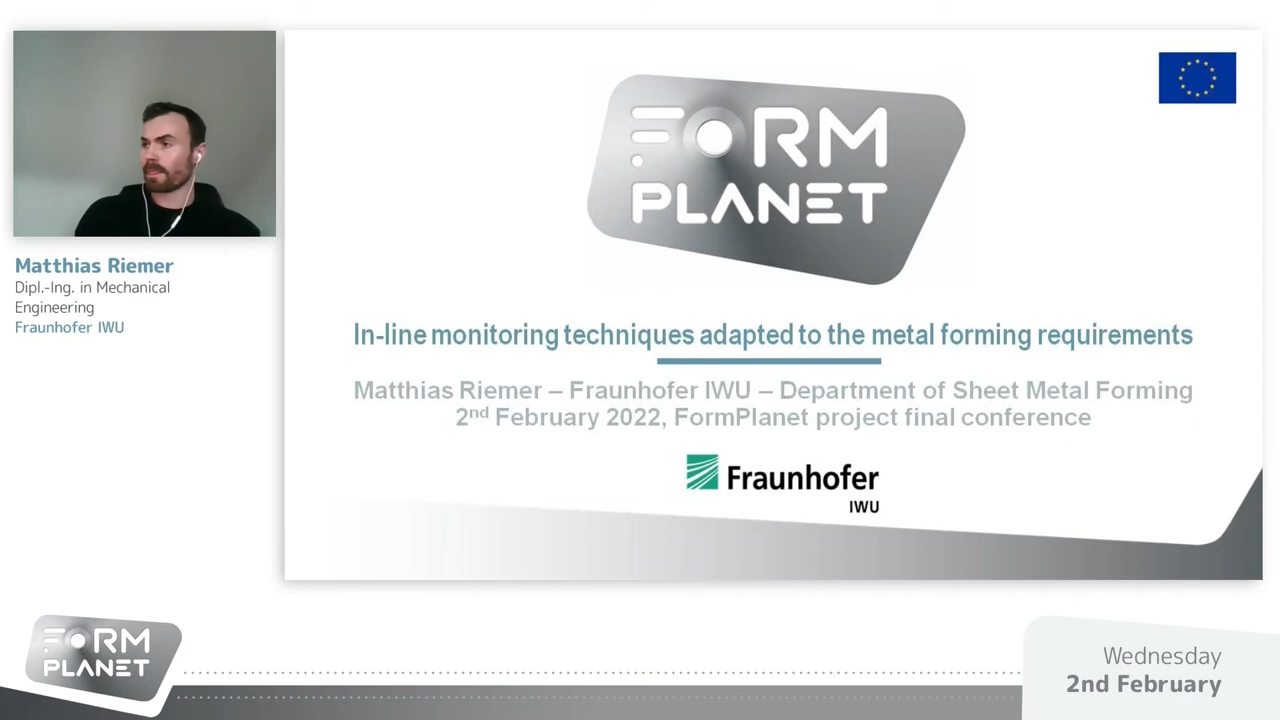 Matthias Riemer
Dipl.-Ing. in Mechanical
Engineering
Fraunhofer IWU
FORM
PLANET
In-line monitoring techniques adapted to the metal forming requirements
Matthias Riemer – Fraunhofer IWU – Department of Sheet Metal Forming
2nd February 2022, FormPlanet project final conference
Fraunhofer
IWU
FORM
PLANET
Wednesday
2nd February